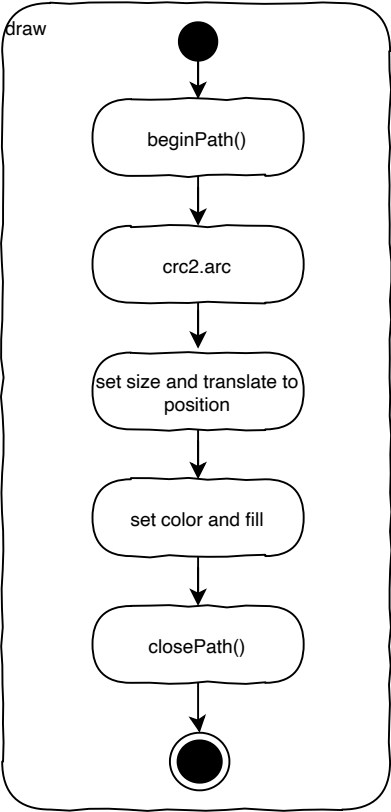 draw
beginPath()
crc2.arc
set size and translate to
position
set color and fill
closePath()